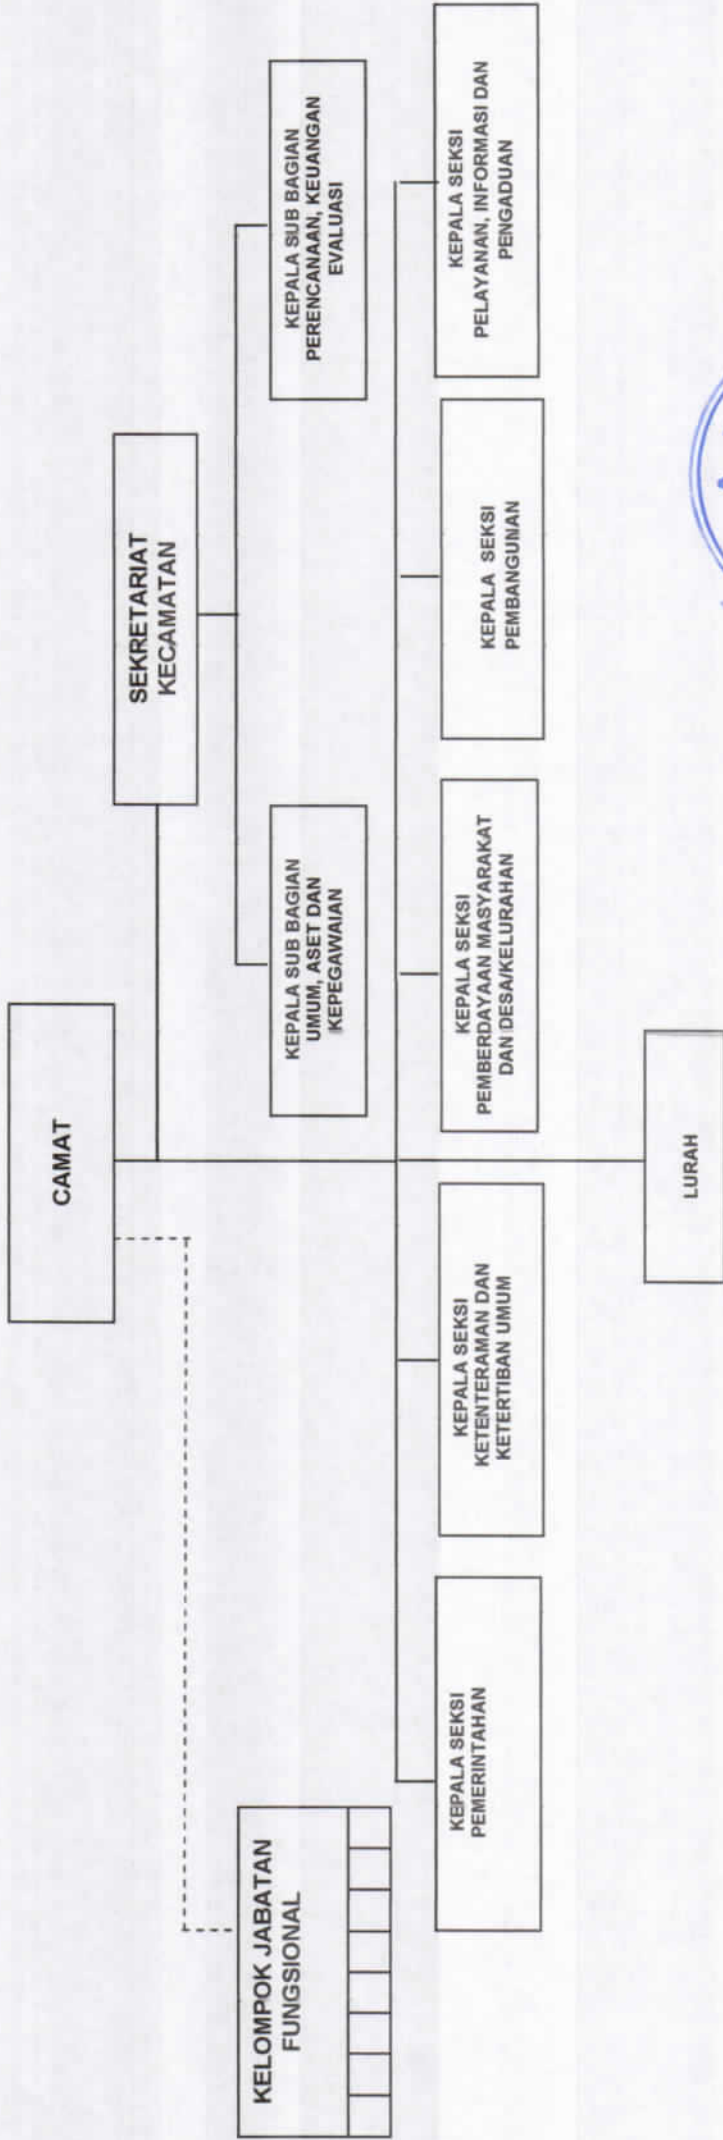 CAMAT
SEKRETARIAT
KECAMATAN
KELOMPOK JABATAN
FUNGSIONAL
KEPALA SUB BAGIAN
UMUM, ASET DAN
KEPEGAWAIAN
KEPALA SUB BAGIAN
PERENCANAAN, KEUANGAN
EVALUASI
KEPALA SEKSI
PEMERINTAHAN
KEPALA SEKSI
KETENTERAMAN DAN
KETERTIBAN UMUM
KEPALA SEKSI
PEMBERDAYAAN MASYARAKAT
DAN DESA/KELURAHAN
KEPALA SEKSI
PEMBANGUNAN
KEPALA SEKSI
PELAYANAN, INFORMASI DAN
PENGADUAN
LURAH